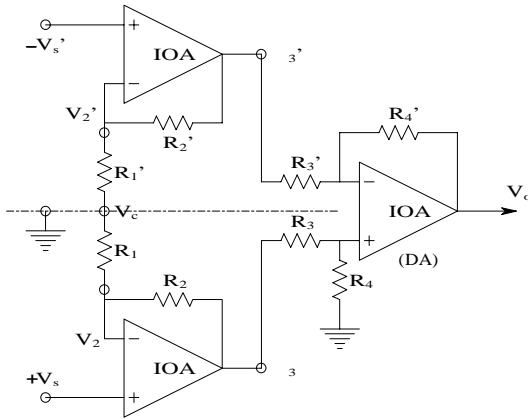 +
−V_s'
IOA
3'
−
V_2'
R_2'
R_4'
R_1'
R_3'
−
V_c
IOA
V_o
R_3
+
R_1
(DA)
R_2
R_4
V_2
−
IOA
3
+V_s
+